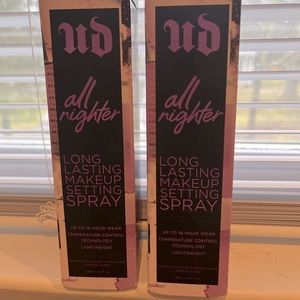 ud
all
nighter
LONG
LASTING
MAKEUP
SETTING
SPRAY
UP TO 16-HOUR WEAR
TEMPERATURE CONTROL
TECHNOLOGY
LIGHTWEIGHT
ud
all
nighter
LONG
LASTING
MAKEUP
SETTING
SPRAY
UP TO 16-HOUR WEAR
TEMPERATURE CONTROL
TECHNOLOGY
LIGHTWEIGHT